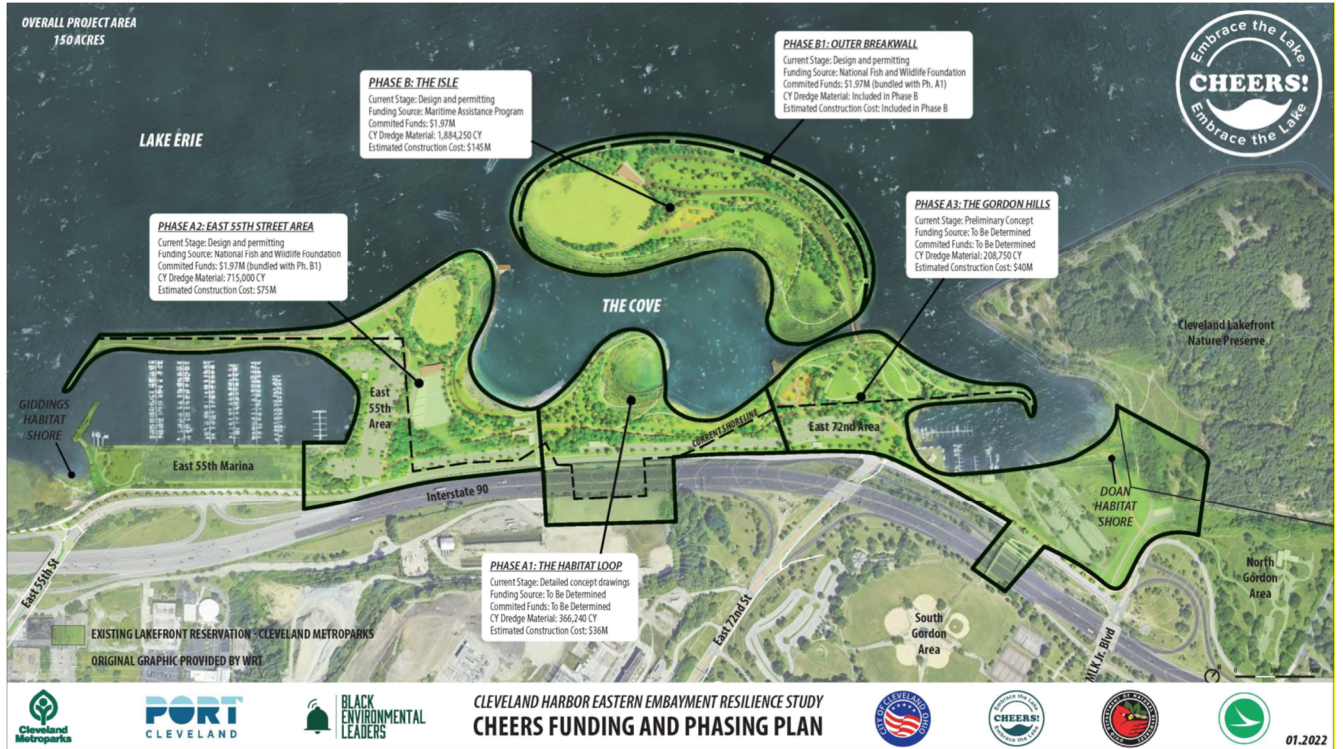 OVERALL PROJECT AREA
150 ACRES
Embrace the Lake
CHEERS!
Embrace the Lake
PHASE B1: OUTER BREAKWALL
Current Stage: Design and permitting
Funding Source: National Fish and Wildlife Foundation
Commited Funds: $1.97M (bundled with Ph. A1)
CY Dredge Material: Included in Phase B
Estimated Construction Cost: Included in Phase B
PHASE B: THE ISLE
Current Stage: Design and permitting
Funding Source: Maritime Assistance Program
Commited Funds: $1.97M
CY Dredge Material: 1,884,250 CY
Estimated Construction Cost: $145M
LAKE ERIE
PHASE A3: THE GORDON HILLS
Current Stage: Preliminary Concept
Funding Source: To Be Determined
Commited Funds: To Be Determined
CY Dredge Material: 208,750 CY
Estimated Construction Cost: $40M
PHASE A2: EAST 55TH STREET AREA
Current Stage: Design and permitting
Funding Source: National Fish and Wildlife Foundation
Commited Funds: $1.97M (bundled with Ph. B1)
CY Dredge Material: 715,000 CY
Estimated Construction Cost: $75M
THE COVE
Cleveland Lakefront
Nature Preserve
GIDDINGS
HABITAT
SHORE
East
55th
Area
CURRENT SHORELINE
East 72nd Area
East 55th Marina
Interstate 90
DOAN
HABITAT
SHORE
PHASE A1: THE HABITAT LOOP
Current Stage: Detailed concept drawings
Funding Source: To Be Determined
Commited Funds: To Be Determined
CY Dredge Material: 366,240 CY
Estimated Construction Cost: $36M
East 55th St
East 72nd St
South
Gordon
Area
MLK Jr. Blvd
North
Gordon
Area
EXISTING LAKEFRONT RESERVATION - CLEVELAND METROPARKS
ORIGINAL GRAPHIC PROVIDED BY WRT
Cleveland
Metroparks
PORT
CLEVELAND
BLACK
ENVIRONMENTAL
LEADERS
CLEVELAND HARBOR EASTERN EMBAYMENT RESILIENCE STUDY
CHEERS FUNDING AND PHASING PLAN
CITY OF CLEVELAND OHIO
Embrace the Lake
CHEERS!
Embrace the Lake
01.2022